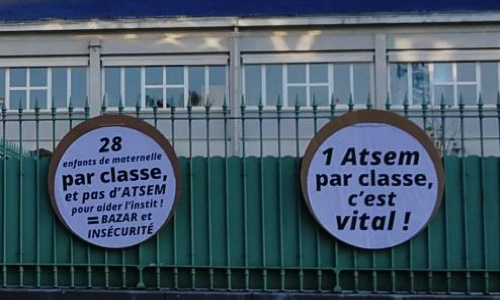 28
enfants de maternelle
par classe,
et pas d'ATSEM
pour aider l'instit !
= BAZAR et
INSÉCURITÉ
1 Atsem
par classe,
c'est
vital !